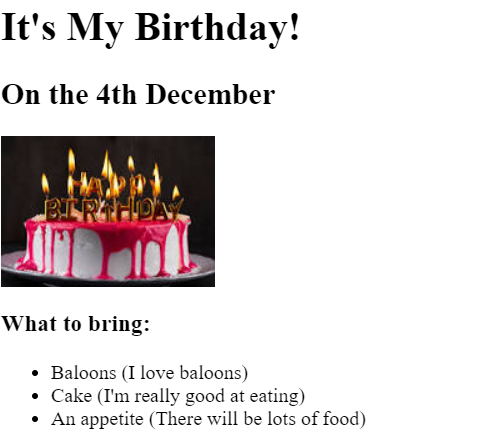 It's My Birthday!
On the 4th December
HAPPY
BIRTHDAY
What to bring:
Baloons (I love baloons)
Cake (I'm really good at eating)
An appetite (There will be lots of food)